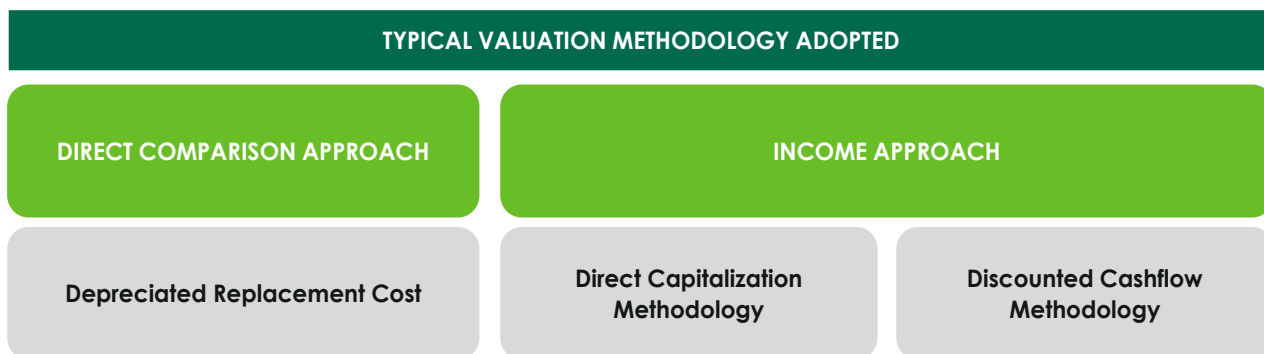 TYPICAL VALUATION METHODOLOGY ADOPTED
DIRECT COMPARISON APPROACH
INCOME APPROACH
Depreciated Replacement Cost
Direct Capitalization
Methodology
Discounted Cashflow
Methodology